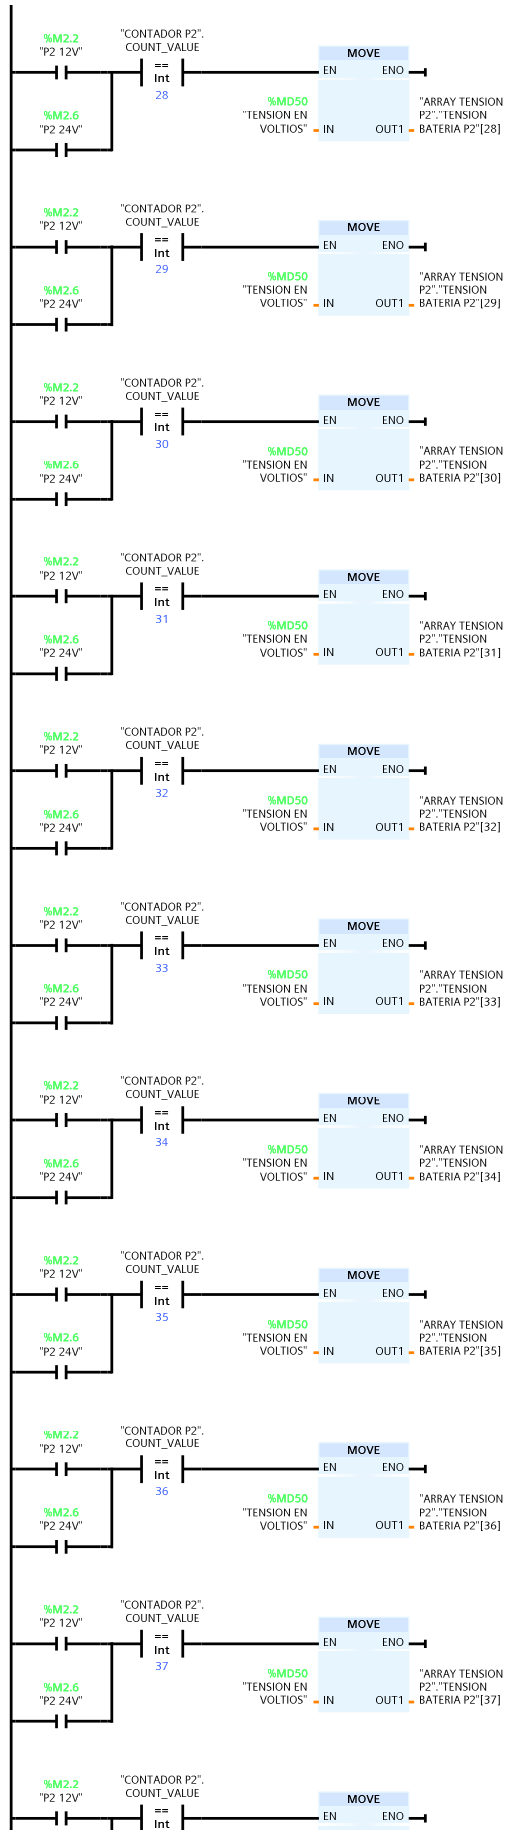 %M2.2
"P2 12V"
"CONTADOR P2".
COUNT_VALUE
==
Int
28
MOVE
EN ENO
%M2.6
"P2 24V"
%MD50
"TENSION EN
VOLTIOS"
IN OUT1
"ARRAY TENSION
P2"."TENSION
BATERIA P2"[28]
%M2.2
"P2 12V"
"CONTADOR P2".
COUNT_VALUE
==
Int
29
MOVE
EN ENO
%M2.6
"P2 24V"
%MD50
"TENSION EN
VOLTIOS"
IN OUT1
"ARRAY TENSION
P2"."TENSION
BATERIA P2"[29]
%M2.2
"P2 12V"
"CONTADOR P2".
COUNT_VALUE
==
Int
30
MOVE
EN ENO
%M2.6
"P2 24V"
%MD50
"TENSION EN
VOLTIOS"
IN OUT1
"ARRAY TENSION
P2"."TENSION
BATERIA P2"[30]
%M2.2
"P2 12V"
"CONTADOR P2".
COUNT_VALUE
==
Int
31
MOVE
EN ENO
%M2.6
"P2 24V"
%MD50
"TENSION EN
VOLTIOS"
IN OUT1
"ARRAY TENSION
P2"."TENSION
BATERIA P2"[31]
%M2.2
"P2 12V"
"CONTADOR P2".
COUNT_VALUE
==
Int
32
MOVE
EN ENO
%M2.6
"P2 24V"
%MD50
"TENSION EN
VOLTIOS"
IN OUT1
"ARRAY TENSION
P2"."TENSION
BATERIA P2"[32]
%M2.2
"P2 12V"
"CONTADOR P2".
COUNT_VALUE
==
Int
33
MOVE
EN ENO
%M2.6
"P2 24V"
%MD50
"TENSION EN
VOLTIOS"
IN OUT1
"ARRAY TENSION
P2"."TENSION
BATERIA P2"[33]
%M2.2
"P2 12V"
"CONTADOR P2".
COUNT_VALUE
==
Int
34
MOVE
EN ENO
%M2.6
"P2 24V"
%MD50
"TENSION EN
VOLTIOS"
IN OUT1
"ARRAY TENSION
P2"."TENSION
BATERIA P2"[34]
%M2.2
"P2 12V"
"CONTADOR P2".
COUNT_VALUE
==
Int
35
MOVE
EN ENO
%M2.6
"P2 24V"
%MD50
"TENSION EN
VOLTIOS"
IN OUT1
"ARRAY TENSION
P2"."TENSION
BATERIA P2"[35]
%M2.2
"P2 12V"
"CONTADOR P2".
COUNT_VALUE
==
Int
36
MOVE
EN ENO
%M2.6
"P2 24V"
%MD50
"TENSION EN
VOLTIOS"
IN OUT1
"ARRAY TENSION
P2"."TENSION
BATERIA P2"[36]
%M2.2
"P2 12V"
"CONTADOR P2".
COUNT_VALUE
==
Int
37
MOVE
EN ENO
%M2.6
"P2 24V"
%MD50
"TENSION EN
VOLTIOS"
IN OUT1
"ARRAY TENSION
P2"."TENSION
BATERIA P2"[37]
%M2.2
"P2 12V"
"CONTADOR P2".
COUNT_VALUE
==
Int
MOVE
EN ENO